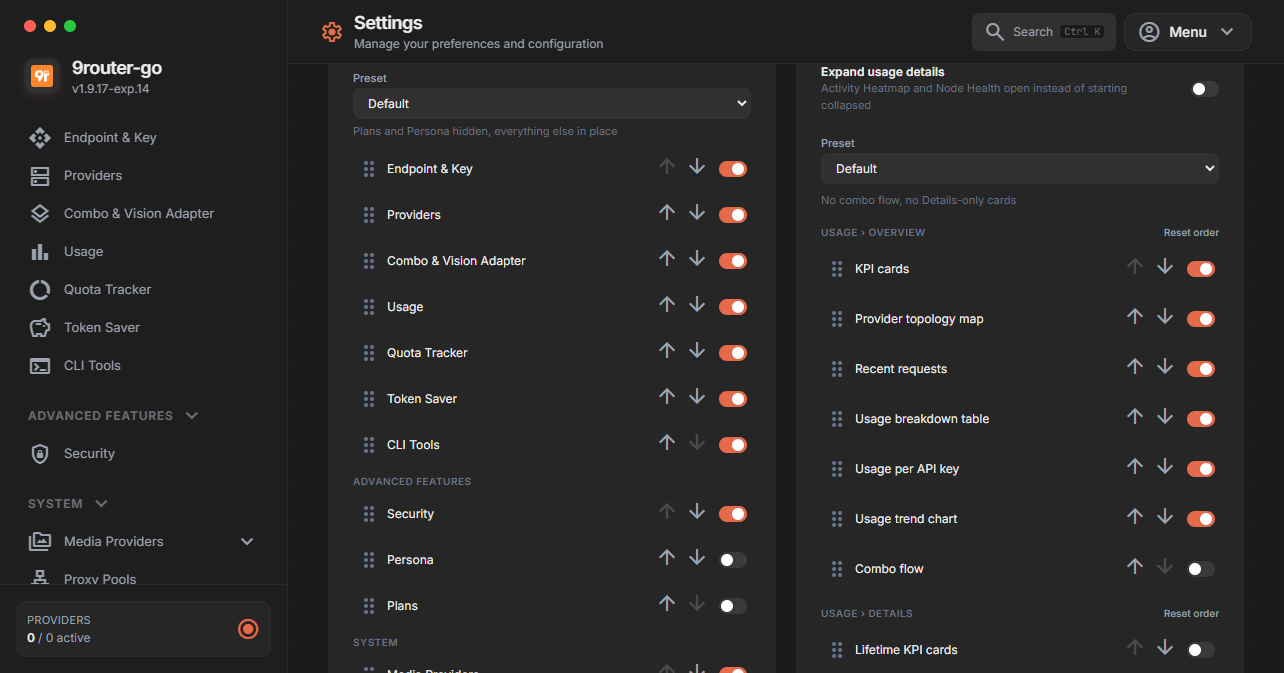 9router-go
v1.9.17-exp.14
Endpoint & Key
Providers
Combo & Vision Adapter
Usage
Quota Tracker
Token Saver
CLI Tools
ADVANCED FEATURES
Security
SYSTEM
Media Providers
Proxy Pools
PROVIDERS
0 / 0 active
Settings
Manage your preferences and configuration
Search Ctrl K
Menu
Preset
Default
Plans and Persona hidden, everything else in place
Endpoint & Key
Providers
Combo & Vision Adapter
Usage
Quota Tracker
Token Saver
CLI Tools
ADVANCED FEATURES
Security
Persona
Plans
SYSTEM
Media Providers
Expand usage details
Activity Heatmap and Node Health open instead of starting
collapsed
Preset
Default
No combo flow, no Details-only cards
USAGE › OVERVIEW Reset order
KPI cards
Provider topology map
Recent requests
Usage breakdown table
Usage per API key
Usage trend chart
Combo flow
USAGE › DETAILS Reset order
Lifetime KPI cards